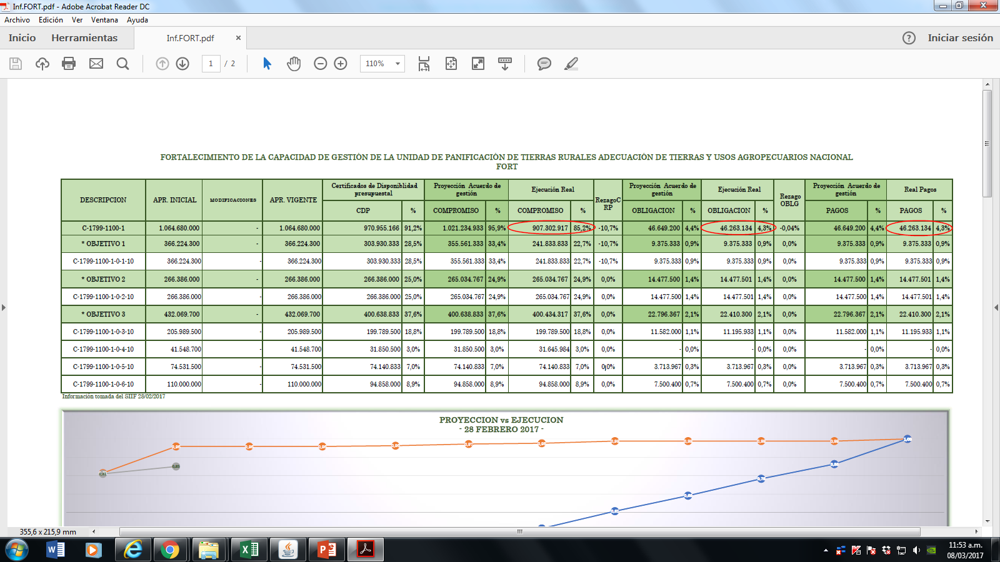 Inf.FORT.pdf - Adobe Acrobat Reader DC
Archivo Edición Ver Ventana Ayuda
Inicio Herramientas Inf.FORT.pdf × ? Iniciar sesión
1 / 2 110%
FORTALECIMIENTO DE LA CAPACIDAD DE GESTIÓN DE LA UNIDAD DE PANIFICACIÓN DE TIERRAS RURALES ADECUACIÓN DE TIERRAS Y USOS AGROPECUARIOS NACIONAL
FORT
DESCRIPCION APR. INICIAL MODIFICACIONES APR. VIGENTE Certificados de Disponiblidad presupuestal Proyección Acuerdo de gestión Ejecución Real RezagoC RP Proyección Acuerdo de gestión Ejecución Real Rezago OBLG Proyección Acuerdo de gestión Real Pagos
CDP % COMPROMISO % COMPROMISO % OBLIGACION % OBLIGACION % PAGOS % PAGOS %
C-1799-1100-1 1.064.680.000 - 1.064.680.000 970.955.166 91,2% 1.021.234.933 95,9% 907.302.917 85,2% -10,7% 46.649.200 4,4% 46.263.134 4,3% -0,04% 46.649.200 4,4% 46.263.134 4,3%
* OBJETIVO 1 366.224.300 - 366.224.300 303.930.333 28,5% 355.561.333 33,4% 241.833.833 22,7% -10,7% 9.375.333 0,9% 9.375.333 0,9% 0,0% 9.375.333 0,9% 9.375.333 0,9%
C-1799-1100-1-0-1-10 366.224.300 - 366.224.300 303.930.333 28,5% 355.561.333 33,4% 241.833.833 22,7% -10,7% 9.375.333 0,9% 9.375.333 0,9% 0,0% 9.375.333 0,9% 9.375.333 0,9%
* OBJETIVO 2 266.386.000 - 266.386.000 266.386.000 25,0% 265.034.767 24,9% 265.034.767 24,9% 0,0% 14.477.500 1,4% 14.477.501 1,4% 0,0% 14.477.500 1,4% 14.477.501 1,4%
C-1799-1100-1-0-2-10 266.386.000 - 266.386.000 266.386.000 25,0% 265.034.767 24,9% 265.034.767 24,9% 0,0% 14.477.500 1,4% 14.477.501 1,4% 0,0% 14.477.500 1,4% 14.477.501 1,4%
* OBJETIVO 3 432.069.700 - 432.069.700 400.638.833 37,6% 400.638.833 37,6% 400.434.317 37,6% 0,0% 22.796.367 2,1% 22.410.300 2,1% 0,0% 22.796.367 2,1% 22.410.300 2,1%
C-1799-1100-1-0-3-10 205.989.500 - 205.989.500 199.789.500 18,8% 199.789.500 18,8% 199.789.500 18,8% 0,0% 11.582.000 1,1% 11.195.933 1,1% 0,0% 11.582.000 1,1% 11.195.933 1,1%
C-1799-1100-1-0-4-10 41.548.700 - 41.548.700 31.850.500 3,0% 31.850.500 3,0% 31.645.984 3,0% 0,0% - 0,0% - 0,0% 0,0% - 0,0% - 0,0%
C-1799-1100-1-0-5-10 74.531.500 - 74.531.500 74.140.833 7,0% 74.140.833 7,0% 74.140.833 7,0% 0,0% 3.713.967 0,3% 3.713.967 0,3% 0,0% 3.713.967 0,3% 3.713.967 0,3%
C-1799-1100-1-0-6-10 110.000.000 - 110.000.000 94.858.000 8,9% 94.858.000 8,9% 94.858.000 8,9% 0,0% 7.500.400 0,7% 7.500.400 0,7% 0,0% 7.500.400 0,7% 7.500.400 0,7%
Información tomada del SIIF 28/02/2017
PROYECCION vs EJECUCION
- 28 FEBRERO 2017 -
355,6 x 215,9 mm
11:53 a.m.
08/03/2017